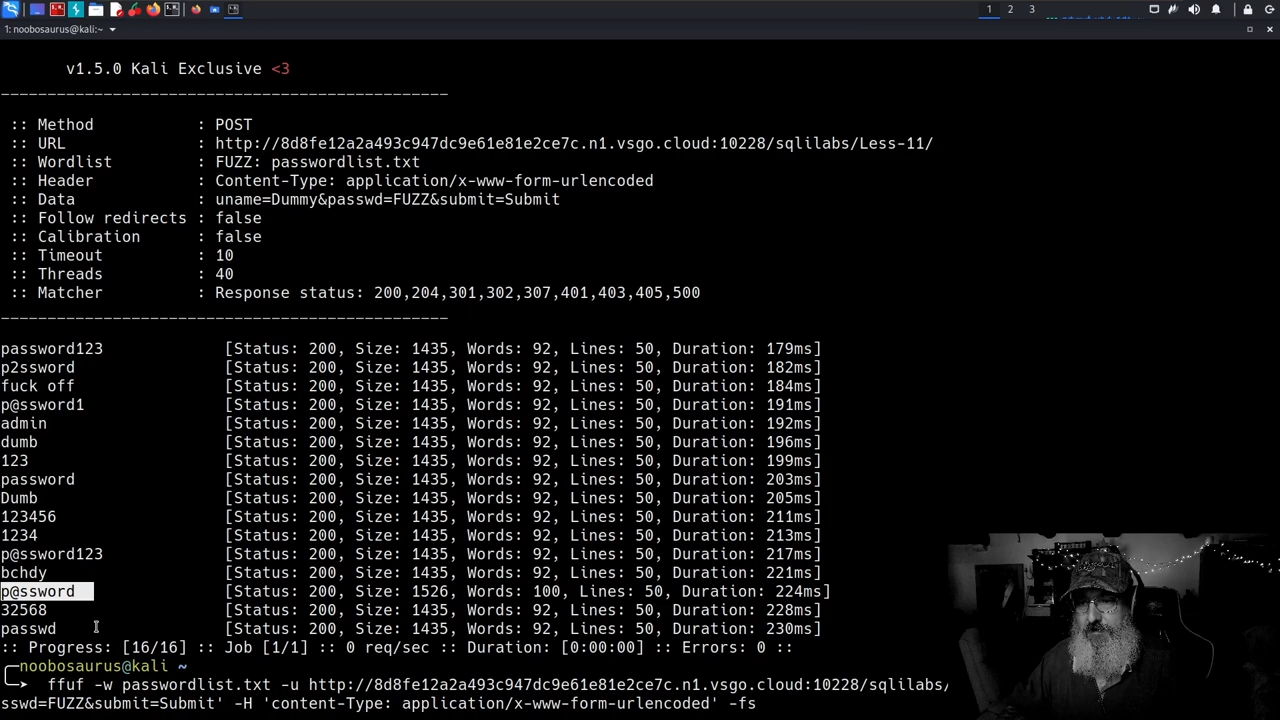 1 2 3
1: noobosaurus@kali:~
v1.5.0 Kali Exclusive <3
________________________________________________
:: Method : POST
:: URL : http://8d8fe12a2a493c947dc9e61e81e2ce7c.n1.vsgo.cloud:10228/sqlilabs/Less-11/
:: Wordlist : FUZZ: passwordlist.txt
:: Header : Content-Type: application/x-www-form-urlencoded
:: Data : uname=Dummy&passwd=FUZZ&submit=Submit
:: Follow redirects : false
:: Calibration : false
:: Timeout : 10
:: Threads : 40
:: Matcher : Response status: 200,204,301,302,307,401,403,405,500
________________________________________________
password123 [Status: 200, Size: 1435, Words: 92, Lines: 50, Duration: 179ms]
p2ssword [Status: 200, Size: 1435, Words: 92, Lines: 50, Duration: 182ms]
fuck off [Status: 200, Size: 1435, Words: 92, Lines: 50, Duration: 184ms]
p@ssword1 [Status: 200, Size: 1435, Words: 92, Lines: 50, Duration: 191ms]
admin [Status: 200, Size: 1435, Words: 92, Lines: 50, Duration: 192ms]
dumb [Status: 200, Size: 1435, Words: 92, Lines: 50, Duration: 196ms]
123 [Status: 200, Size: 1435, Words: 92, Lines: 50, Duration: 199ms]
password [Status: 200, Size: 1435, Words: 92, Lines: 50, Duration: 203ms]
Dumb [Status: 200, Size: 1435, Words: 92, Lines: 50, Duration: 205ms]
123456 [Status: 200, Size: 1435, Words: 92, Lines: 50, Duration: 211ms]
1234 [Status: 200, Size: 1435, Words: 92, Lines: 50, Duration: 213ms]
p@ssword123 [Status: 200, Size: 1435, Words: 92, Lines: 50, Duration: 217ms]
bchdy [Status: 200, Size: 1435, Words: 92, Lines: 50, Duration: 221ms]
p@ssword [Status: 200, Size: 1526, Words: 100, Lines: 50, Duration: 224ms]
32568 [Status: 200, Size: 1435, Words: 92, Lines: 50, Duration: 228ms]
passwd [Status: 200, Size: 1435, Words: 92, Lines: 50, Duration: 230ms]
:: Progress: [16/16] :: Job [1/1] :: 0 req/sec :: Duration: [0:00:00] :: Errors: 0 ::
noobosaurus@kali ~
ffuf -w passwordlist.txt -u http://8d8fe12a2a493c947dc9e61e81e2ce7c.n1.vsgo.cloud:10228/sqlilabs/
sswd=FUZZ&submit=Submit' -H 'content-Type: application/x-www-form-urlencoded' -fs